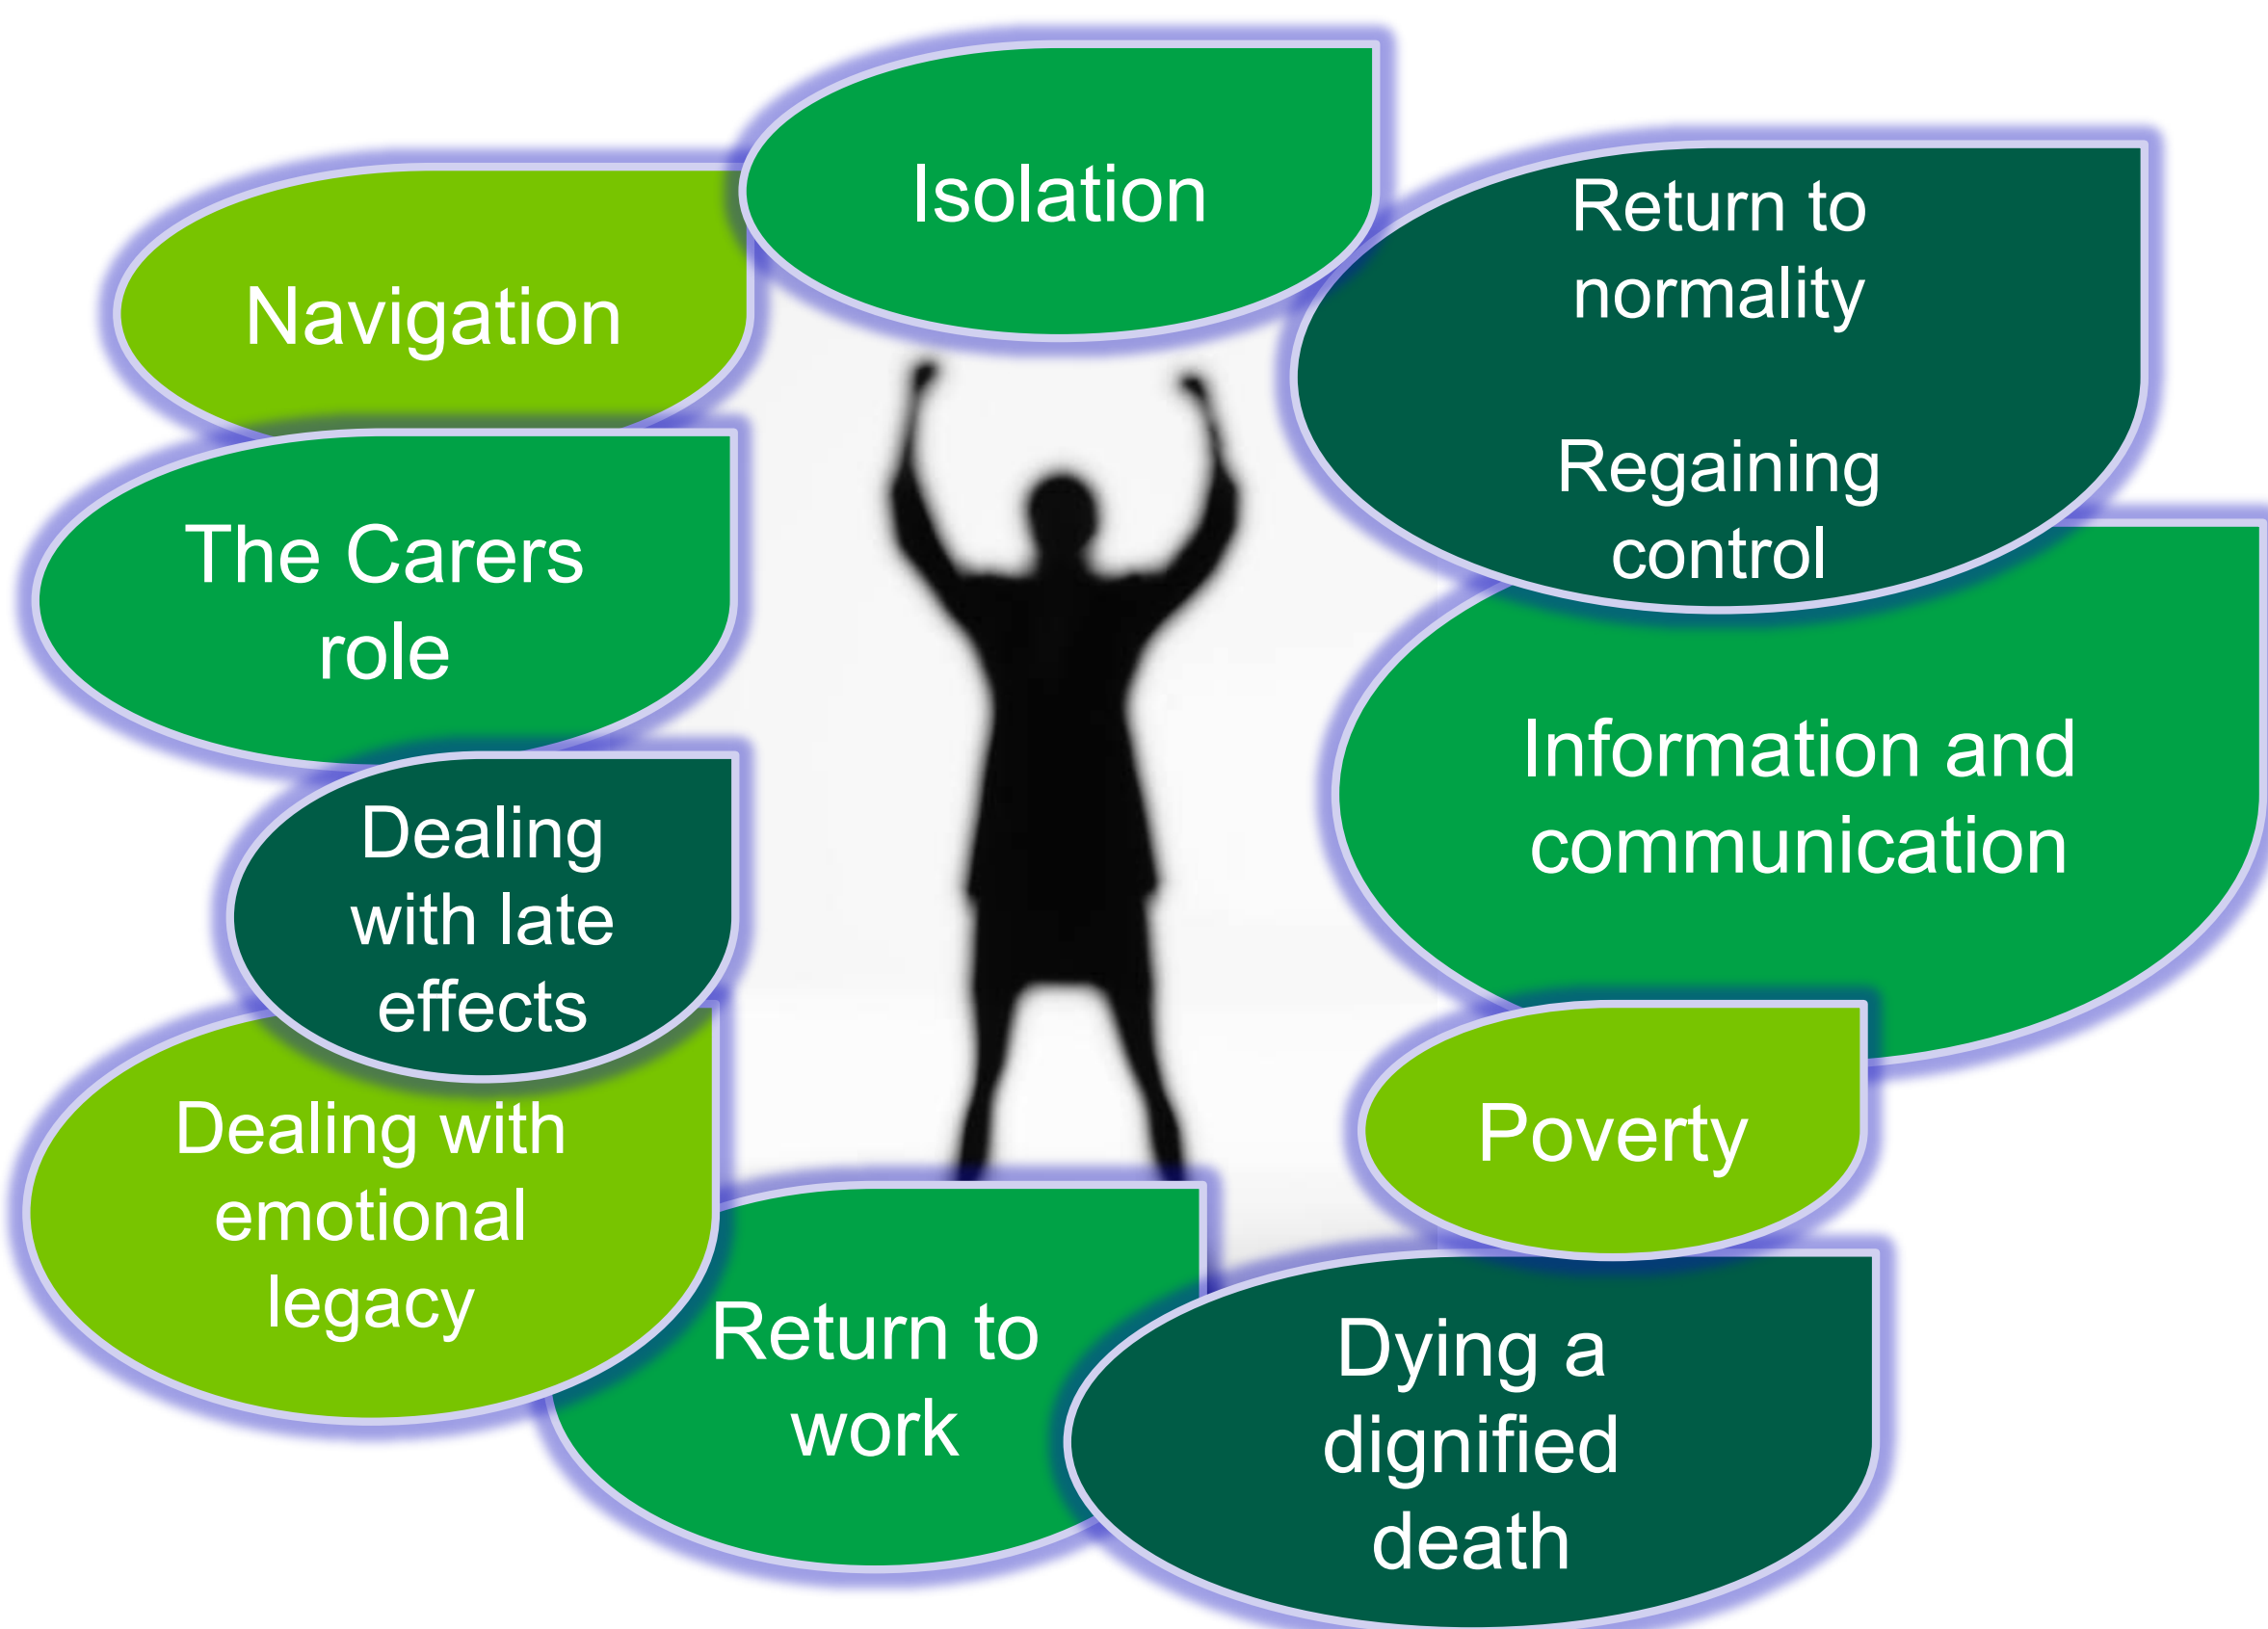 Isolation
Return to
normality
Regaining
control
Navigation
The Carers
role
Information and
communication
Dealing
with late
effects
Poverty
Dealing with
emotional
legacy
Return to
work
Dying a
dignified
death